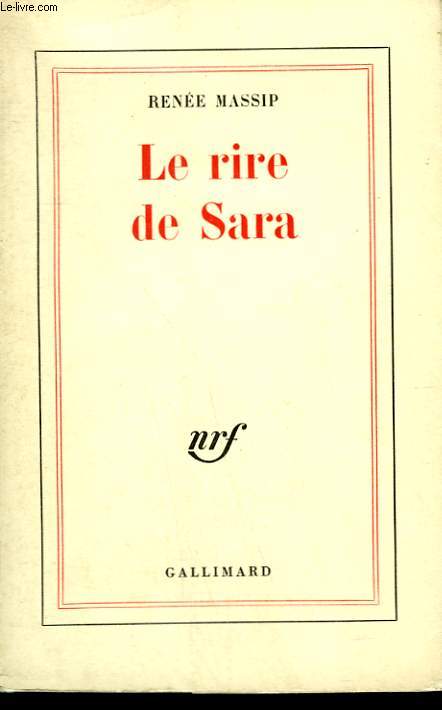 Le-livre.com
RENÉE MASSIP
Le rire
de Sara
nrf
GALLIMARD